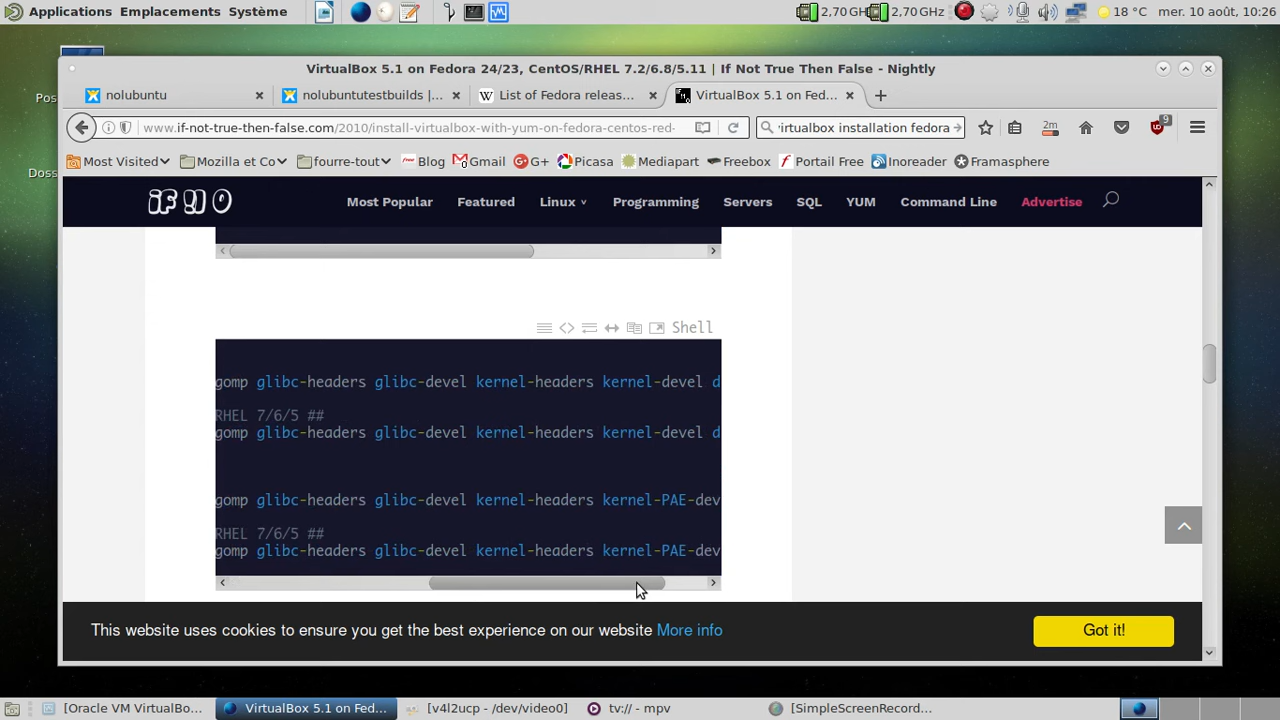 Applications Emplacements Système 2,70 GH 2,70 GHz 18 °C mer. 10 août, 10:26
VirtualBox 5.1 on Fedora 24/23, CentOS/RHEL 7.2/6.8/5.11 | If Not True Then False - Nightly
nolubuntu nolubuntutestbuilds |... List of Fedora releas... VirtualBox 5.1 on Fed...
www.if-not-true-then-false.com/2010/install-virtualbox-with-yum-on-fedora-centos-red- irtualbox installation fedora 2m 9
Most Visited Mozilla et Co fourre-tout Blog Gmail G+ Picasa Mediapart Freebox Portail Free Inoreader Framasphere
Pos
Doss
iF !1 0 Most Popular Featured Linux Programming Servers SQL YUM Command Line Advertise
Shell
gomp glibc-headers glibc-devel kernel-headers kernel-devel d
RHEL 7/6/5 ##
gomp glibc-headers glibc-devel kernel-headers kernel-devel d
gomp glibc-headers glibc-devel kernel-headers kernel-PAE-dev
RHEL 7/6/5 ##
gomp glibc-headers glibc-devel kernel-headers kernel-PAE-dev
This website uses cookies to ensure you get the best experience on our website More info Got it!
[Oracle VM VirtualBo... VirtualBox 5.1 on Fed... [v4l2ucp - /dev/video0] tv:// - mpv [SimpleScreenRecord...